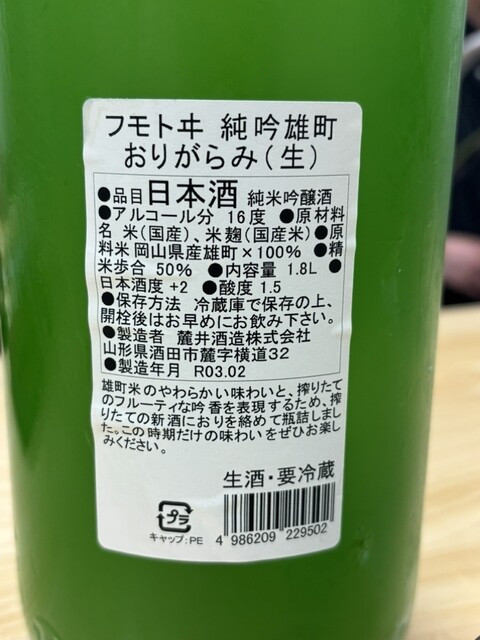 フモトヰ 純吟雄町
おりがらみ(生)
●品目 日本酒 純米吟醸酒
●アルコール分 16度 ●原材料
名 米(国産)、米麹(国産米) ●原
料米 岡山県産雄町×100% ●精
米歩合 50% ●内容量 1.8L ●
日本酒度 +2 ●酸度 1.5
●保存方法 冷蔵庫で保存の上、
開栓後はお早めにお飲み下さい。
●製造者 麓井酒造株式会社
山形県酒田市麓字横道32
●製造年月 R03.02
雄町米のやわらかい味わいと、搾りたて
のフルーティな吟香を表現するため、搾
りたての新酒におりを絡めて瓶詰しまし
た。この時期だけの味わいをぜひお楽し
みください。
生酒・要冷蔵
プラ
キャップ:PE
4 986209 229502